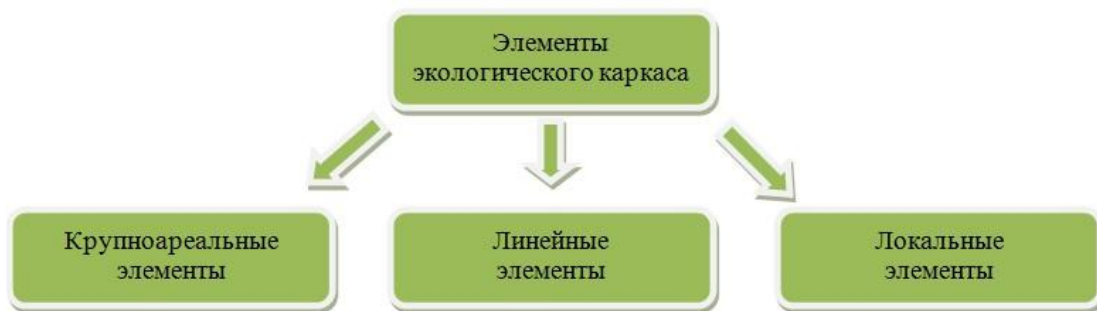 Элементы
экологического каркаса
Крупноареальные
элементы
Линейные
элементы
Локальные
элементы